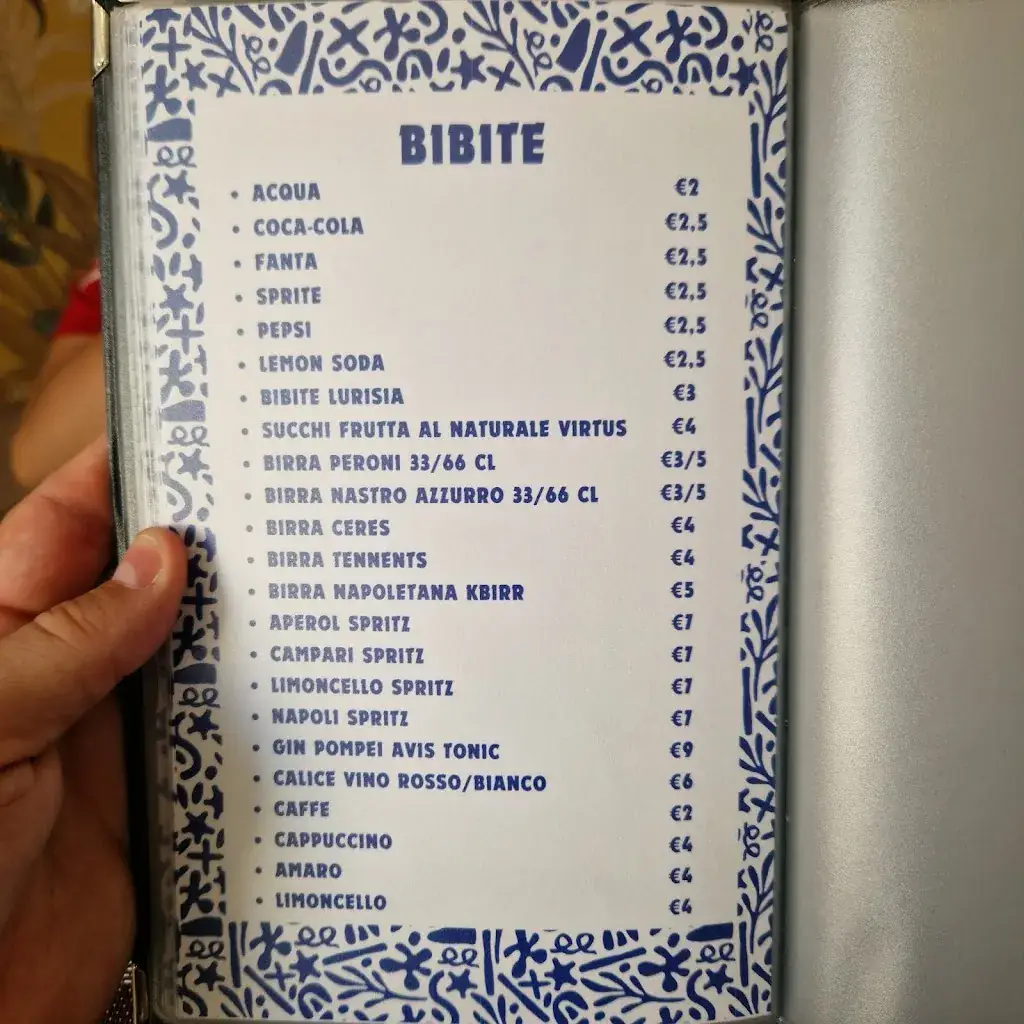 BIBITE
• ACQUA €2
• COCA-COLA €2,5
• FANTA €2,5
• SPRITE €2,5
• PEPSI €2,5
• LEMON SODA €2,5
• BIBITE LURISIA €3
• SUCCHI FRUTTA AL NATURALE VIRTUS €4
• BIRRA PERONI 33/66 CL €3/5
• BIRRA NASTRO AZZURRO 33/66 CL €3/5
• BIRRA CERES €4
• BIRRA TENNENTS €4
• BIRRA NAPOLETANA KBIRR €5
• APEROL SPRITZ €7
• CAMPARI SPRITZ €7
• LIMONCELLO SPRITZ €7
• NAPOLI SPRITZ €7
• GIN POMPEI AVIS TONIC €9
• CALICE VINO ROSSO/BIANCO €6
• CAFFE €2
• CAPPUCCINO €4
• AMARO €4
• LIMONCELLO €4